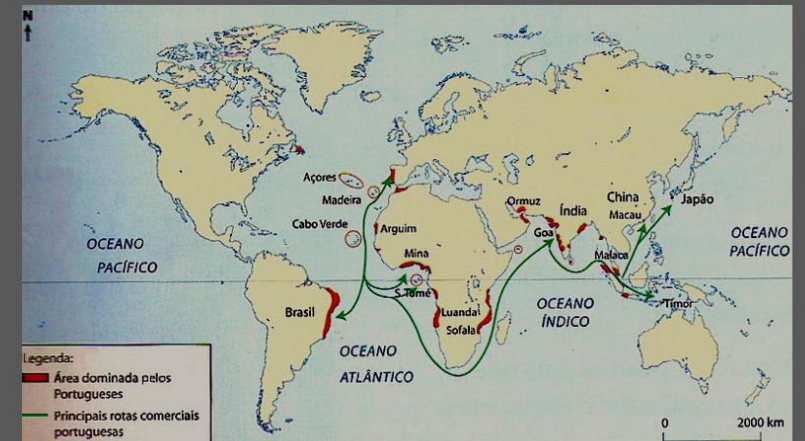 N
Açores
Madeira
Cabo Verde
Arguim
Mina
S.Tomé
Luanda
Sofala
Brasil
Ormuz
Goa
Índia
China
Macau
Japão
Malaca
Timor
OCEANO
PACÍFICO
OCEANO
ATLÂNTICO
OCEANO
ÍNDICO
OCEANO
PACÍFICO
Legenda:
Área dominada pelos
Portugueses
Principais rotas comerciais
portuguesas
0 2000 km